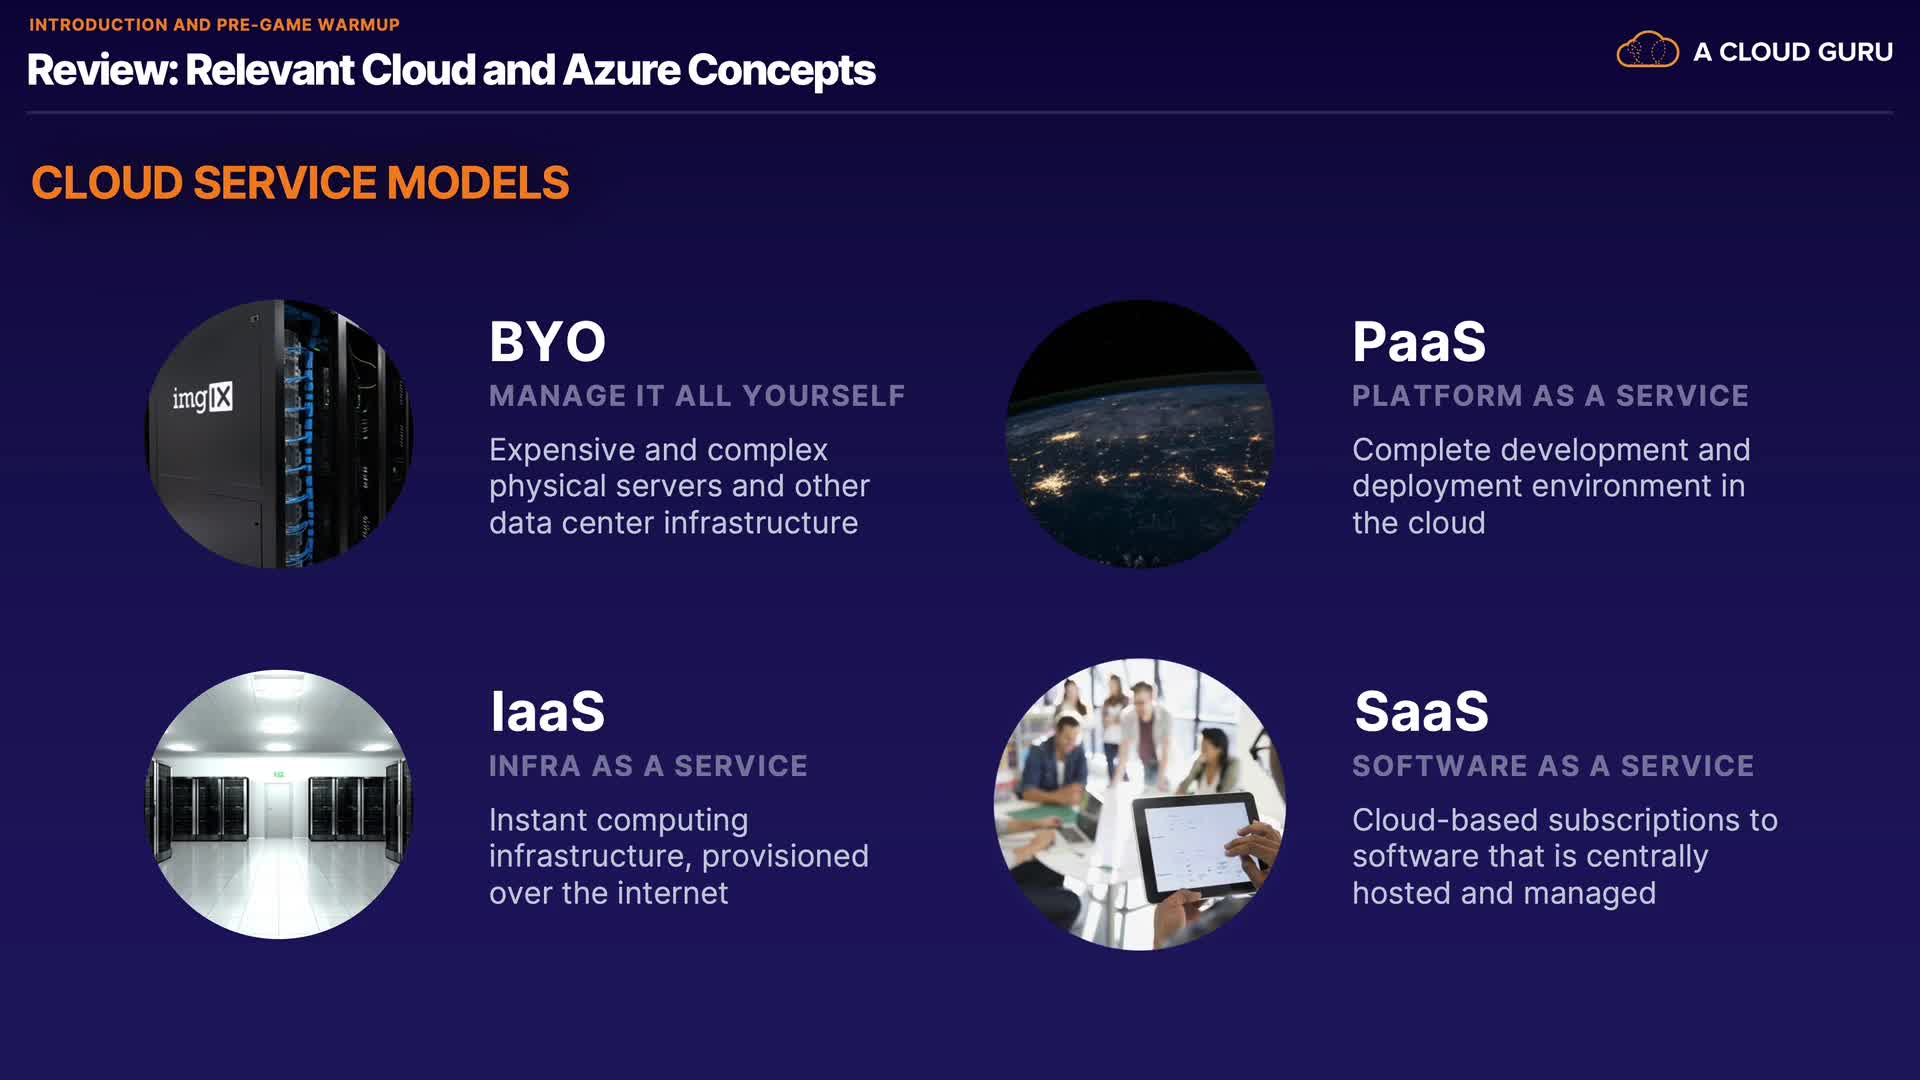 INTRODUCTION AND PRE-GAME WARMUP
Review: Relevant Cloud and Azure Concepts
A CLOUD GURU
CLOUD SERVICE MODELS
imgIX
BYO
MANAGE IT ALL YOURSELF
Expensive and complex
physical servers and other
data center infrastructure
PaaS
PLATFORM AS A SERVICE
Complete development and
deployment environment in
the cloud
IaaS
INFRA AS A SERVICE
Instant computing
infrastructure, provisioned
over the internet
SaaS
SOFTWARE AS A SERVICE
Cloud-based subscriptions to
software that is centrally
hosted and managed